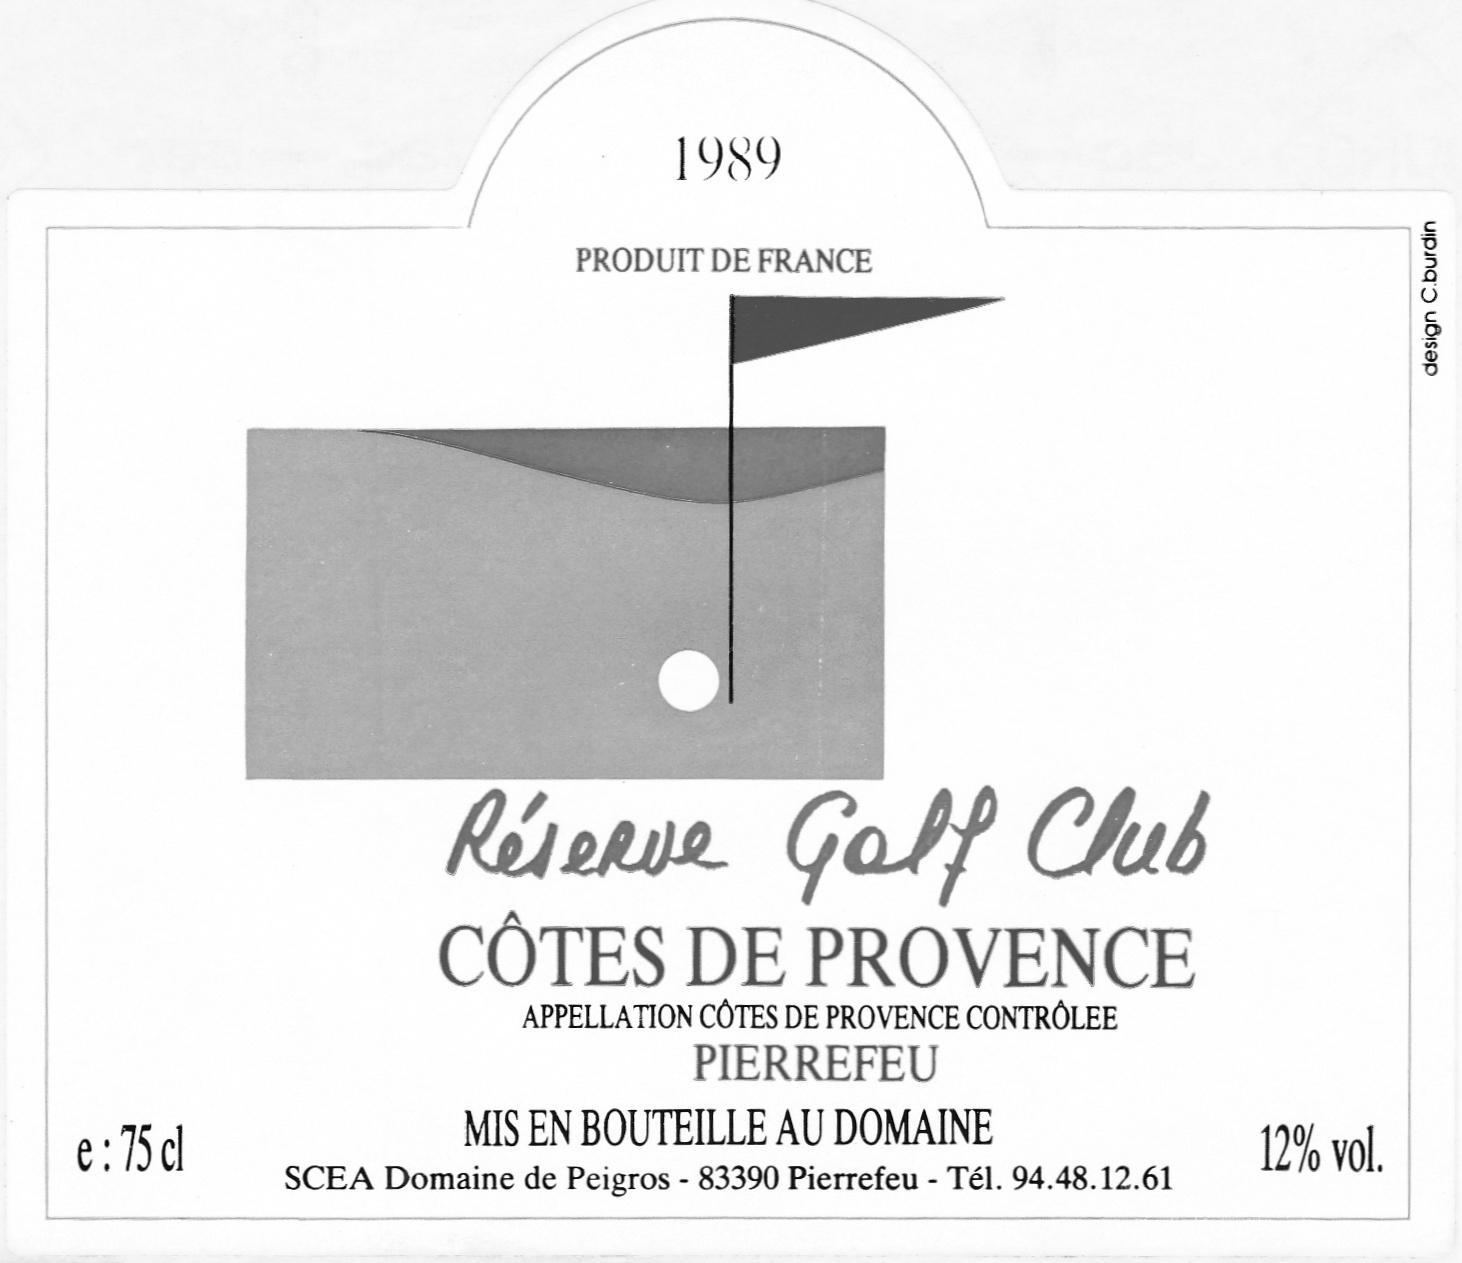 1989
PRODUIT DE FRANCE
design C.burdin
Réserve Golf Club
CÔTES DE PROVENCE
APPELLATION CÔTES DE PROVENCE CONTRÔLEE
PIERREFEU
MIS EN BOUTEILLE AU DOMAINE
e : 75 cl
12% vol.
SCEA Domaine de Peigros - 83390 Pierrefeu - Tél. 94.48.12.61